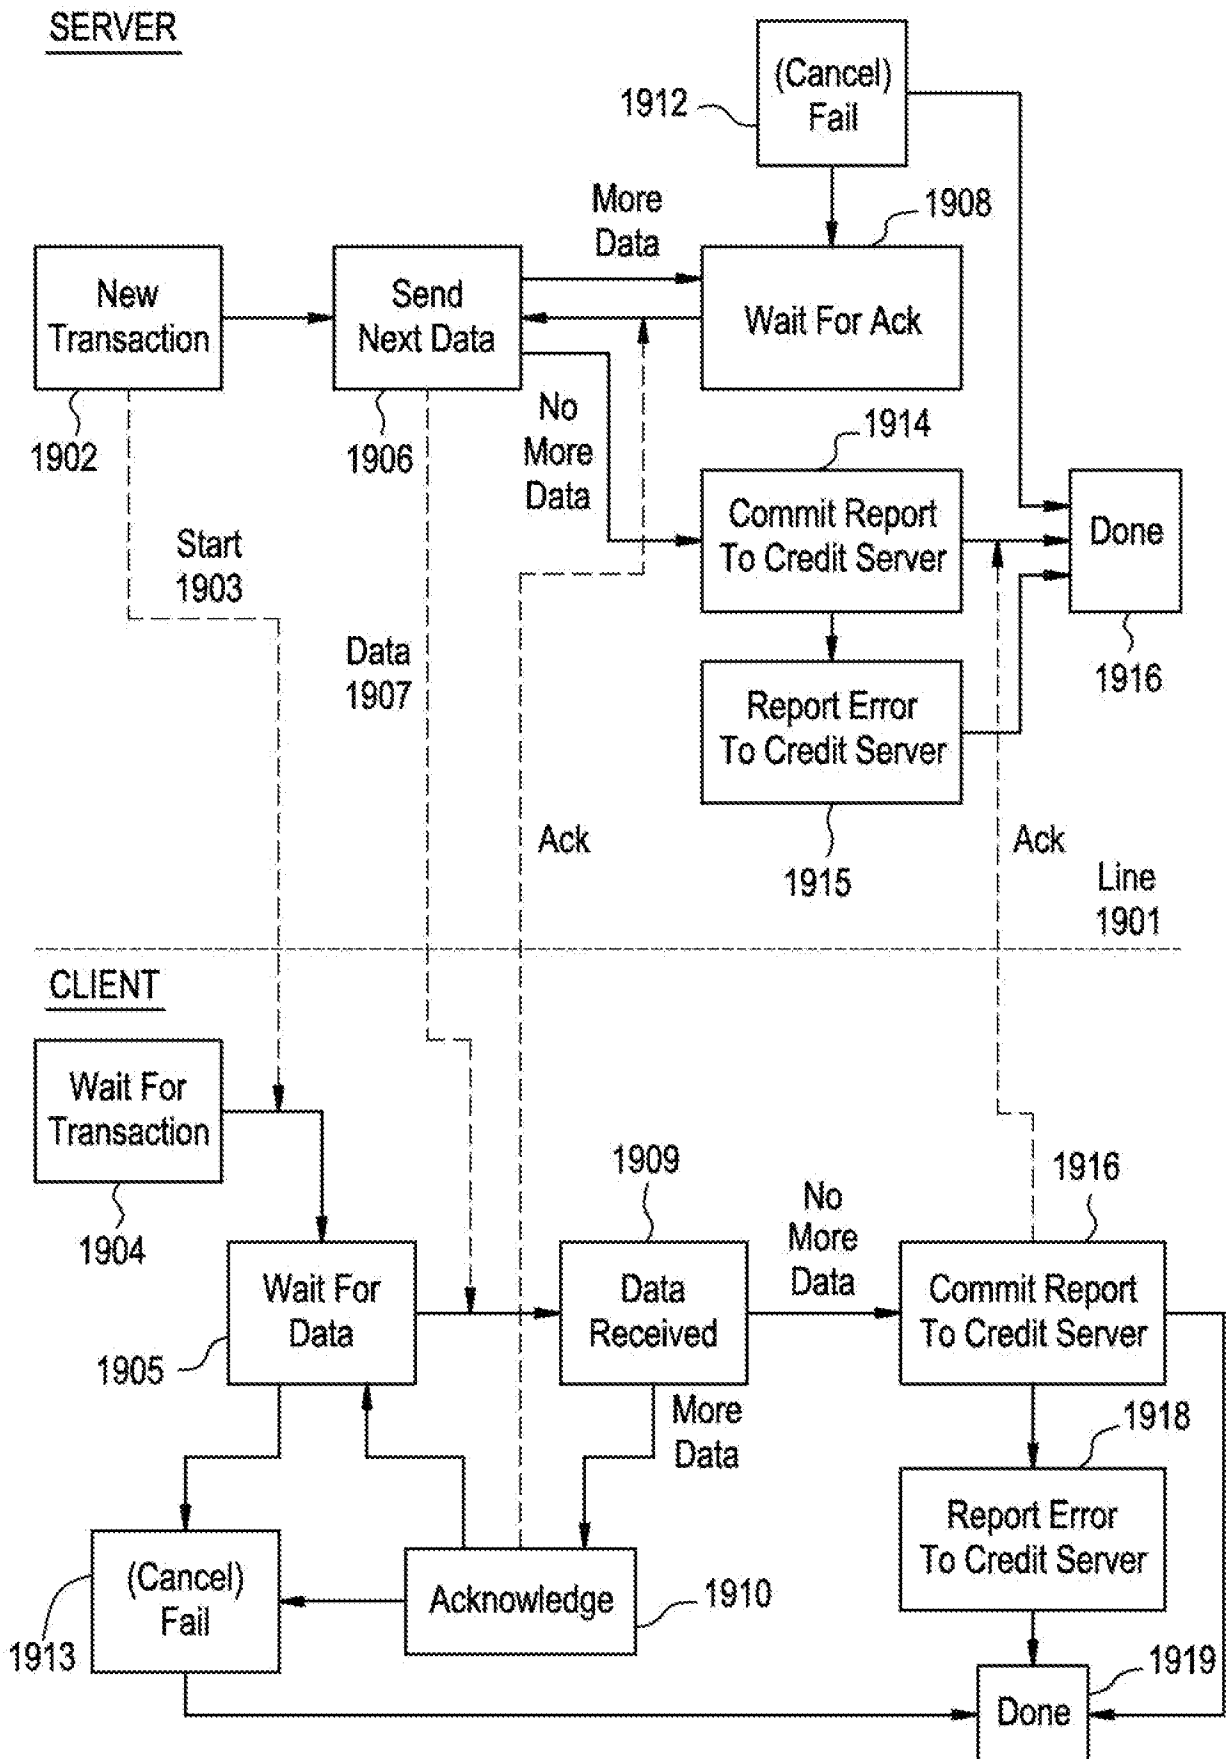 SERVER
(Cancel)
Fail
1912
More
Data
1908
New
Transaction
Send
Next Data
Wait For Ack
1902
1906
No
More
Data
1914
Commit Report
To Credit Server
Done
Start
1903
Data
1907
1916
Report Error
To Credit Server
Ack
Ack
1915
Line
1901
CLIENT
Wait For
Transaction
1904
1909
No
More
Data
1916
Wait For
Data
Data
Received
Commit Report
To Credit Server
1905
More
Data
1918
Report Error
To Credit Server
(Cancel)
Fail
Acknowledge
1910
1913
1919
Done